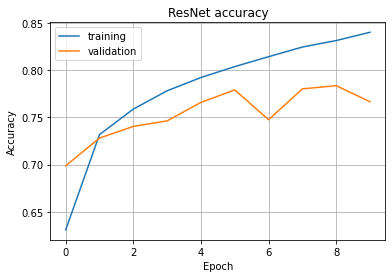 ResNet accuracy
training
validation
Accuracy
0.85
0.80
0.75
0.70
0.65
0 2 4 6 8
Epoch